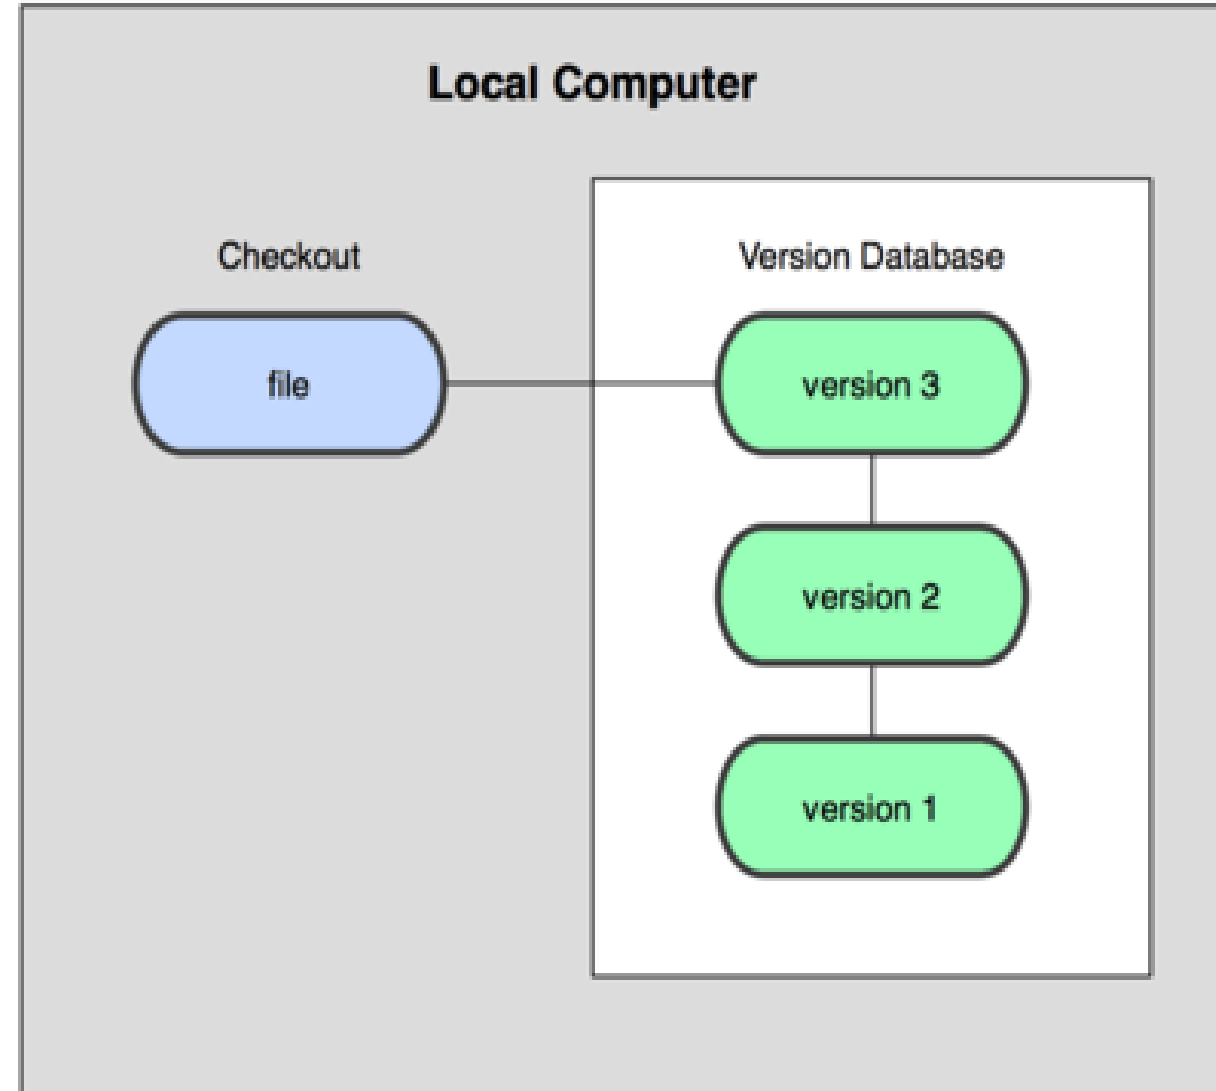 Local Computer
Checkout
Version Database
file
version 3
version 2
version 1